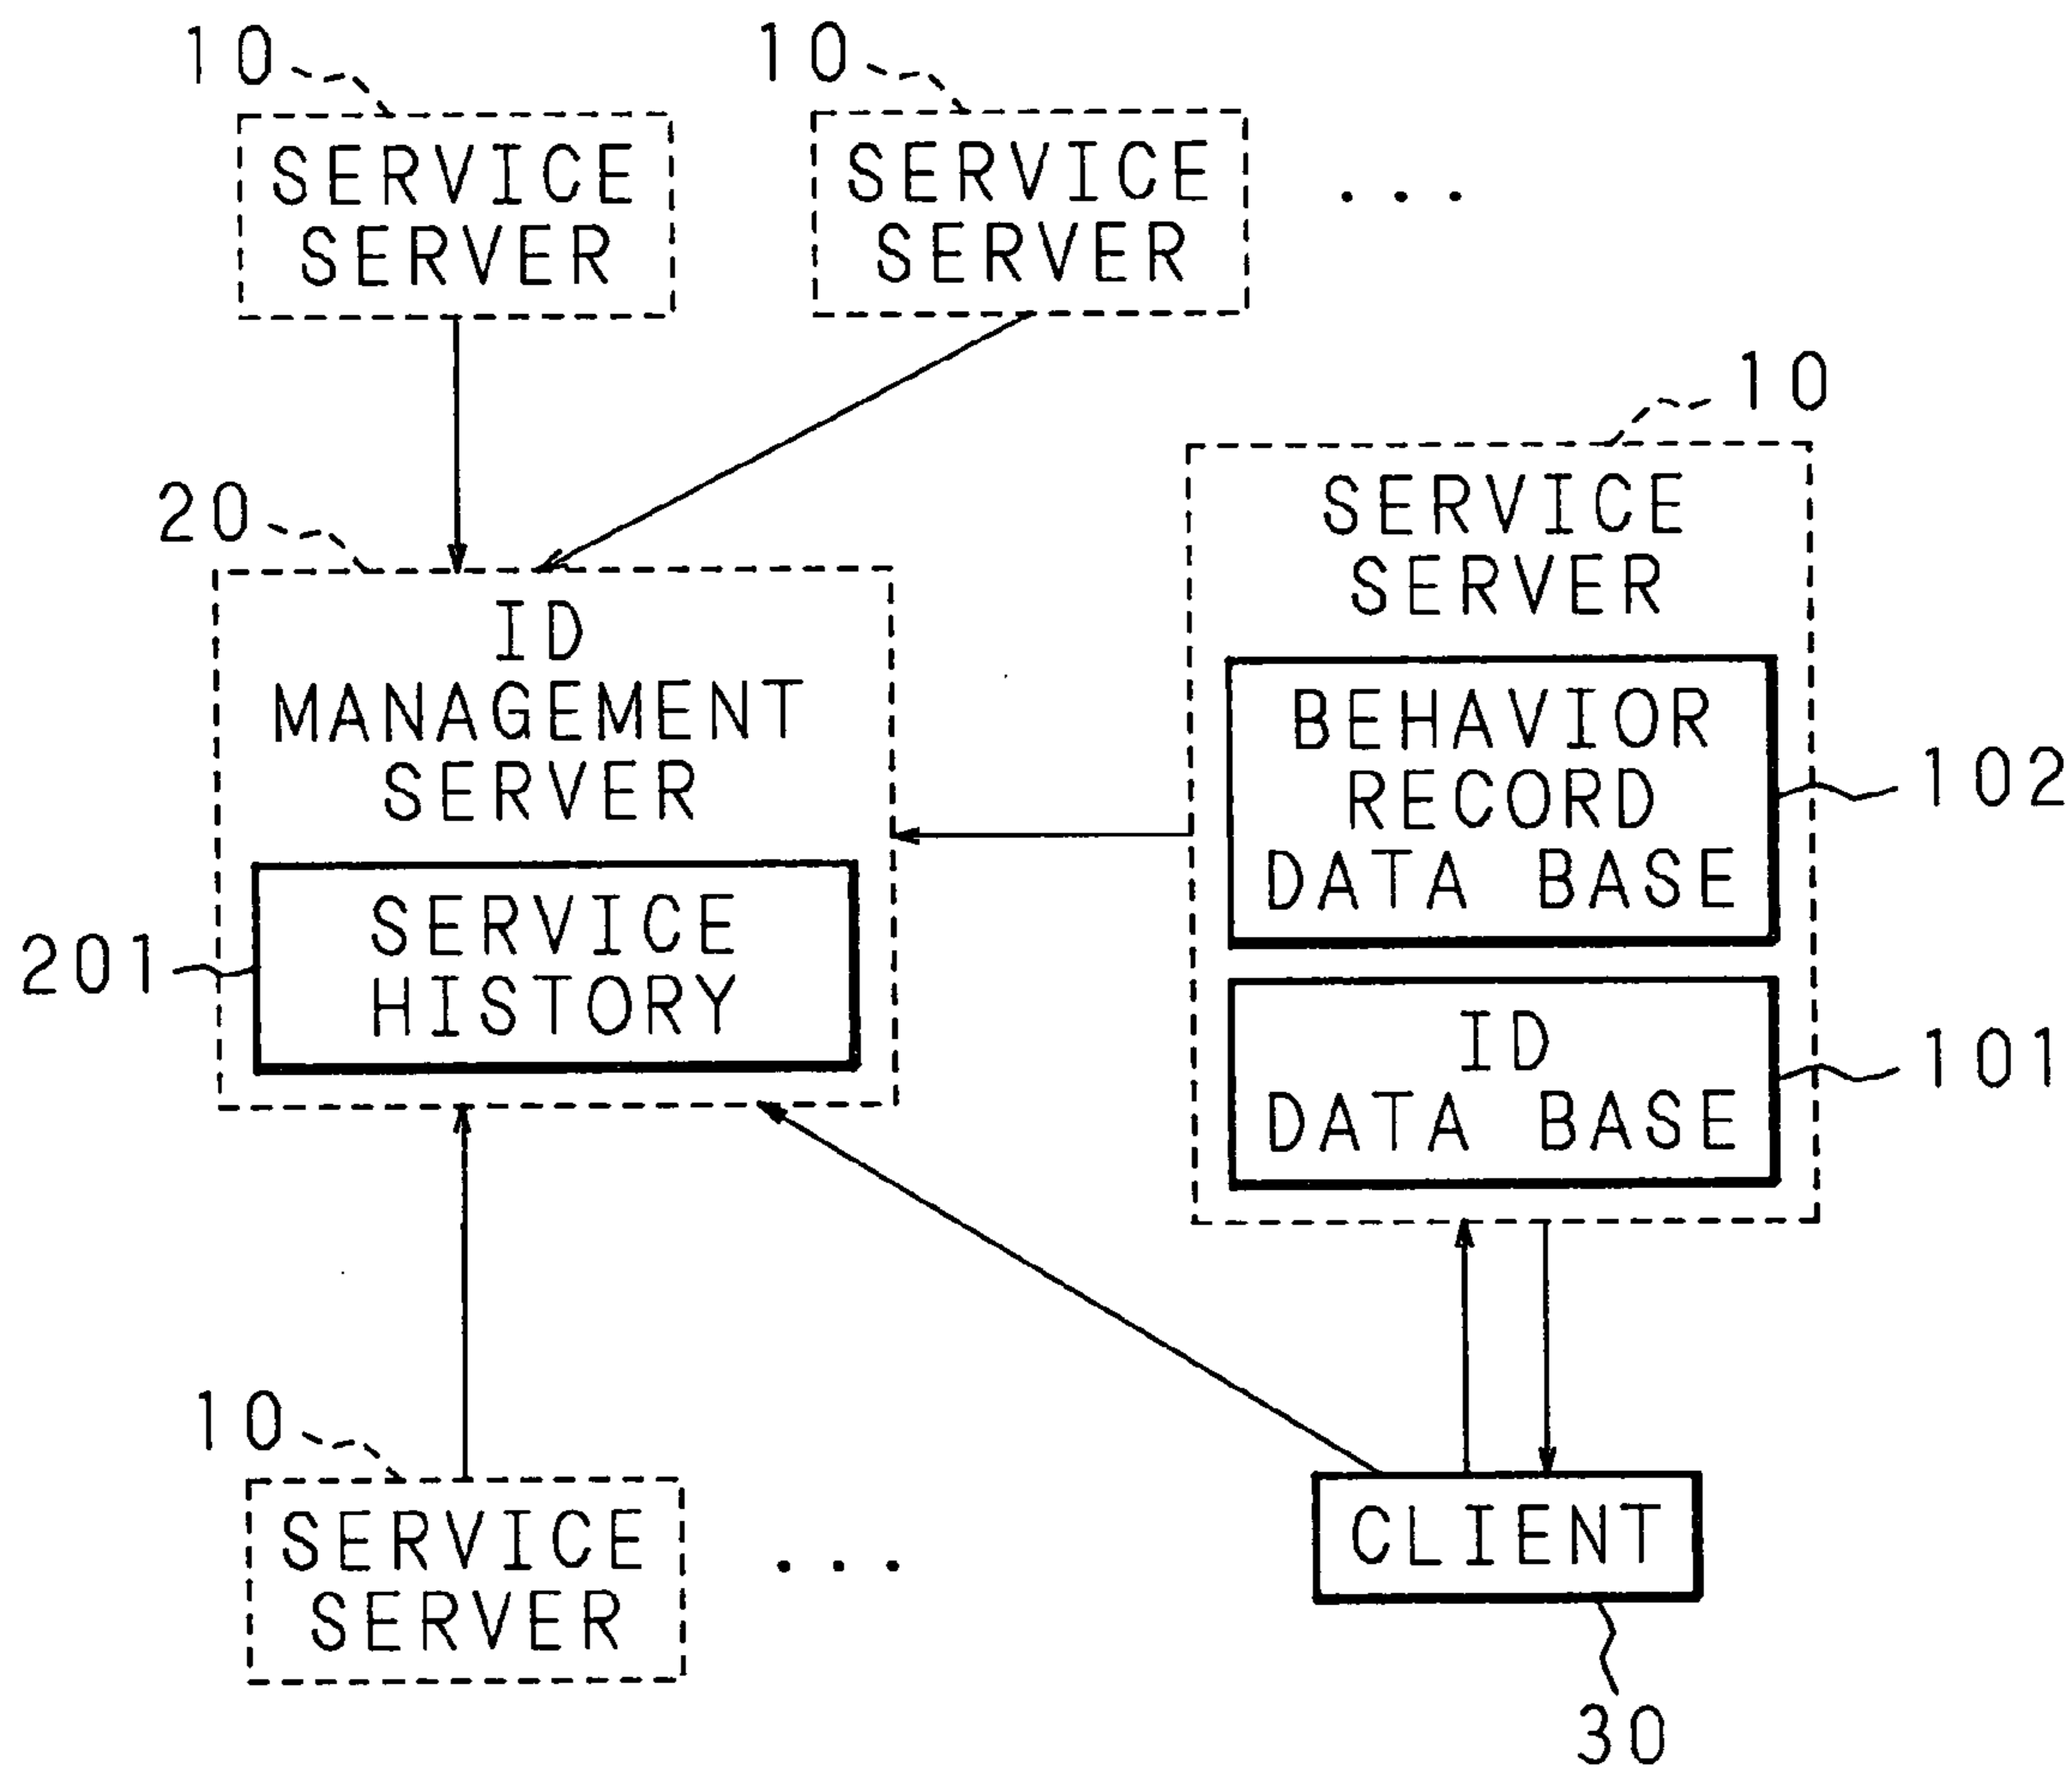 10
10
SERVICE
SERVER
SERVICE
SERVER
...
10
20
SERVICE
SERVER
ID
MANAGEMENT
SERVER
BEHAVIOR
RECORD
DATA BASE
102
SERVICE
HISTORY
201
ID
DATA BASE
101
10
SERVICE
SERVER
...
CLIENT
30